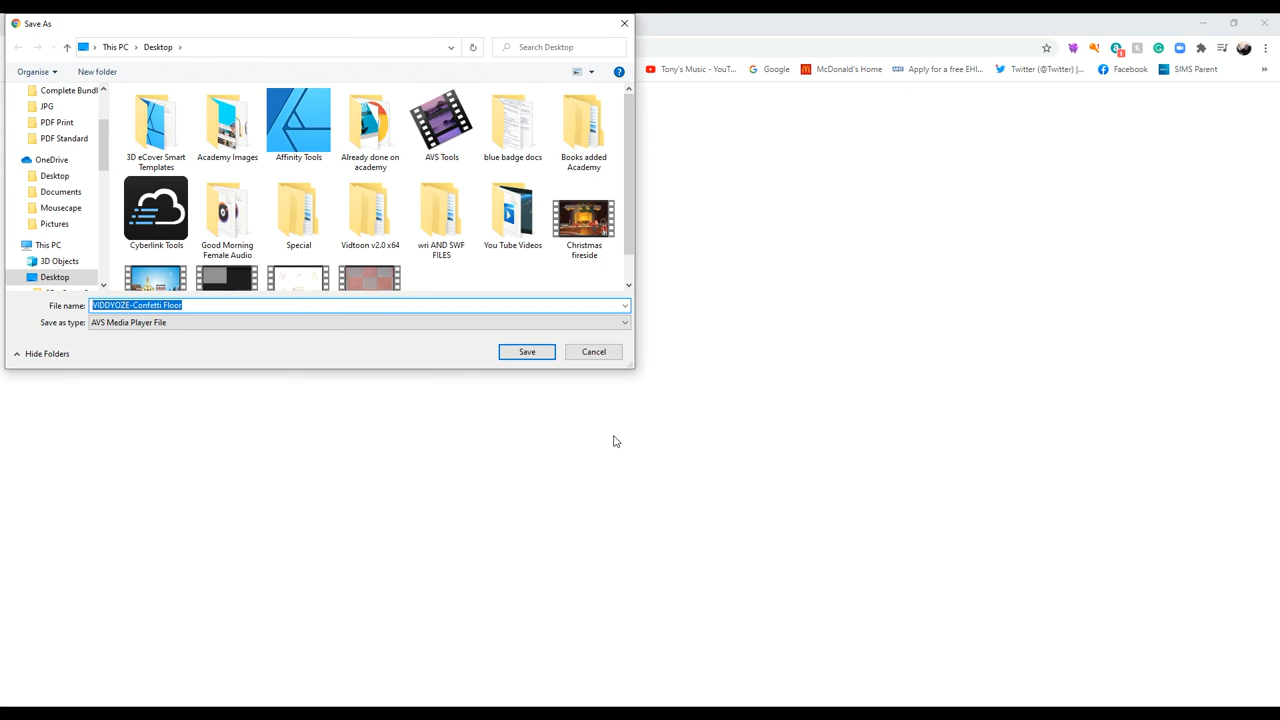 Save As
This PC
Desktop
Search Desktop
Organise
New folder
Tony's Music - YouT...
Google
McDonald's Home
NHS
Apply for a free EHI...
Twitter (@Twitter) |...
Facebook
SIMS Parent
»
Complete Bundl
JPG
PDF Print
PDF Standard
OneDrive
Desktop
Documents
Mousecape
Pictures
This PC
3D Objects
Desktop
3D eCover Smart Templates
Academy Images
Affinity Tools
Already done on academy
AVS Tools
blue badge docs
Books added Academy
Cyberlink Tools
Good Morning Female Audio
Special
Vidtoon v2.0 x64
wri AND SWF FILES
You Tube Videos
Christmas fireside
File name: VIDDYOZE-Confetti Floor
Save as type: AVS Media Player File
Hide Folders
Save
Cancel